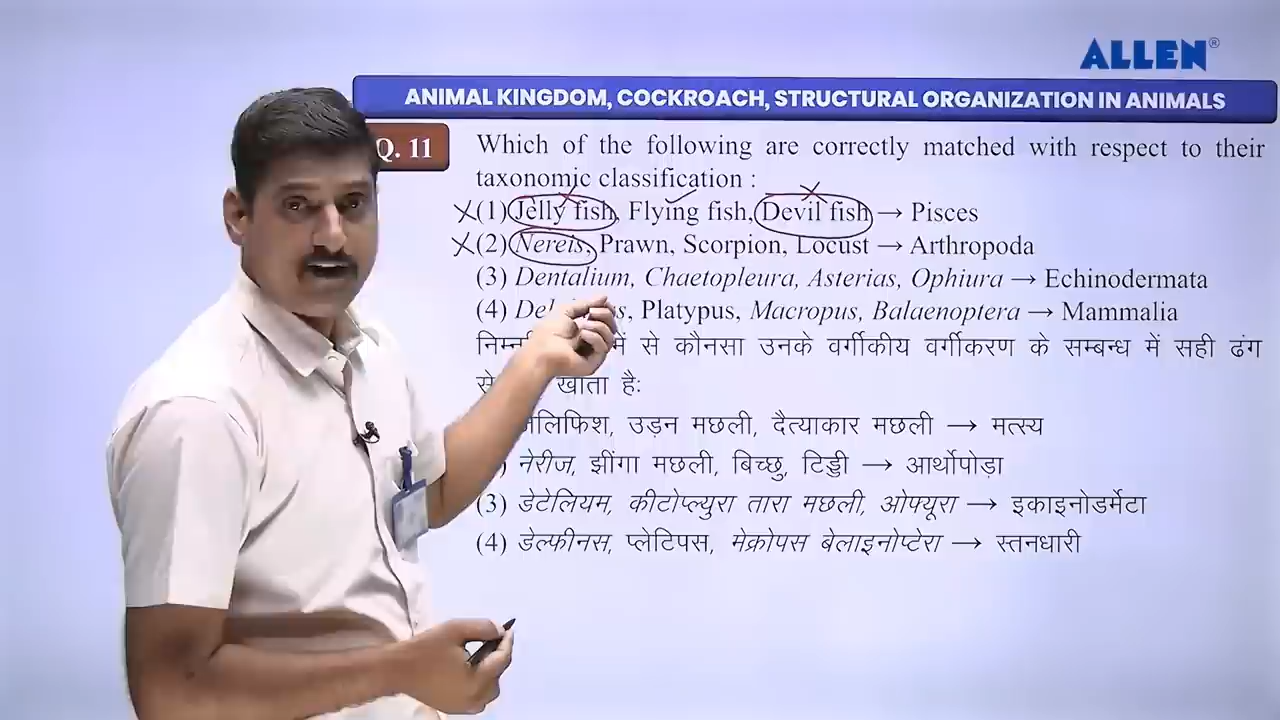 ALLEN®
ANIMAL KINGDOM, COCKROACH, STRUCTURAL ORGANIZATION IN ANIMALS
Q. 11
Which of the following are correctly matched with respect to their
taxonomic classification :
(1) Jelly fish, Flying fish, Devil fish → Pisces
(2) Nereis, Prawn, Scorpion, Locust → Arthropoda
(3) Dentalium, Chaetopleura, Asterias, Ophiura → Echinodermata
(4) Platypus, Macropus, Balaenoptera → Mammalia
में से कौनसा उनके वर्गीकीय वर्गीकरण के सम्बन्ध में सही ढंग
से खाता हैः
उड़न मछली, दैत्याकार मछली → मत्स्य
नेरीज, झींगा मछली, बिच्छु, टिड्डी → आर्थोपोड़ा
(3) डेटेलियम, कीटोप्ल्युरा तारा मछली, ओफ्यूरा → इकाइनोडर्मेटा
(4) डेल्फीनस, प्लेटिपस, मेक्रोपस बेलाइनोप्टेरा → स्तनधारी